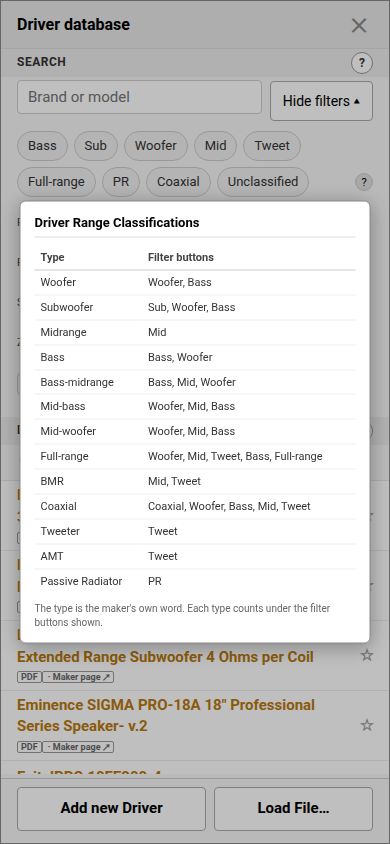 Driver database
SEARCH ?
Brand or model
Hide filters ▲
Bass Sub Woofer Mid Tweet
Full-range PR Coaxial Unclassified ?
Driver Range Classifications
Type Filter buttons
Woofer Woofer, Bass
Subwoofer Sub, Woofer, Bass
Midrange Mid
Bass Bass, Woofer
Bass-midrange Bass, Mid, Woofer
Mid-bass Woofer, Mid, Bass
Mid-woofer Woofer, Mid, Bass
Full-range Woofer, Mid, Tweet, Bass, Full-range
BMR Mid, Tweet
Coaxial Coaxial, Woofer, Bass, Mid, Tweet
Tweeter Tweet
AMT Tweet
Passive Radiator PR
The type is the maker's own word. Each type counts under the filter
buttons shown.
Extended Range Subwoofer 4 Ohms per Coil
PDF · Maker page ↗
Eminence SIGMA PRO-18A 18" Professional
Series Speaker- v.2
PDF · Maker page ↗
Add new Driver Load File...